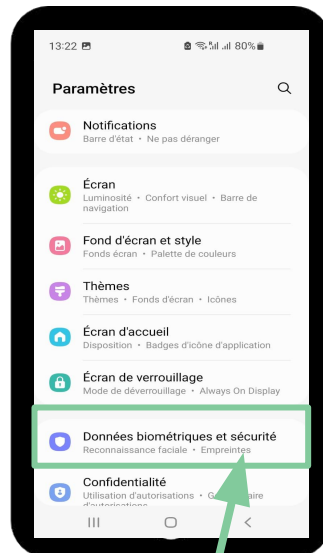 13:22 80%
Paramètres
Notifications
Barre d'état • Ne pas déranger
Écran
Luminosité • Confort visuel • Barre de
navigation
Fond d'écran et style
Fonds écran • Palette de couleurs
Thèmes
Thèmes • Fonds d'écran • Icônes
Écran d'accueil
Disposition • Badges d'icône d'application
Écran de verrouillage
Mode de déverrouillage • Always On Display
Données biométriques et sécurité
Reconnaissance faciale • Empreintes
Confidentialité
Utilisation d'autorisations •
d'autorisations